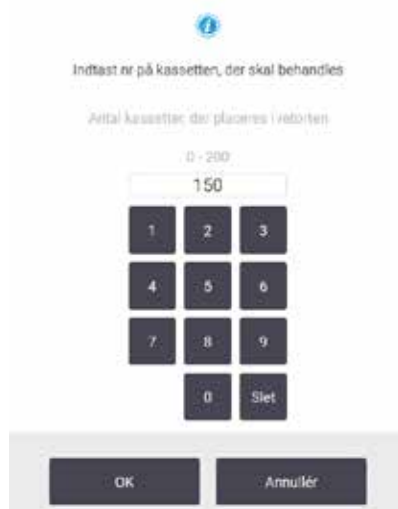 i
Indtast nr på kassetten, der skal behandles
Antal kassetter, der placeres i retorten
0 - 200
150
1 2 3
4 5 6
7 8 9
0 Slet
OK Annullér